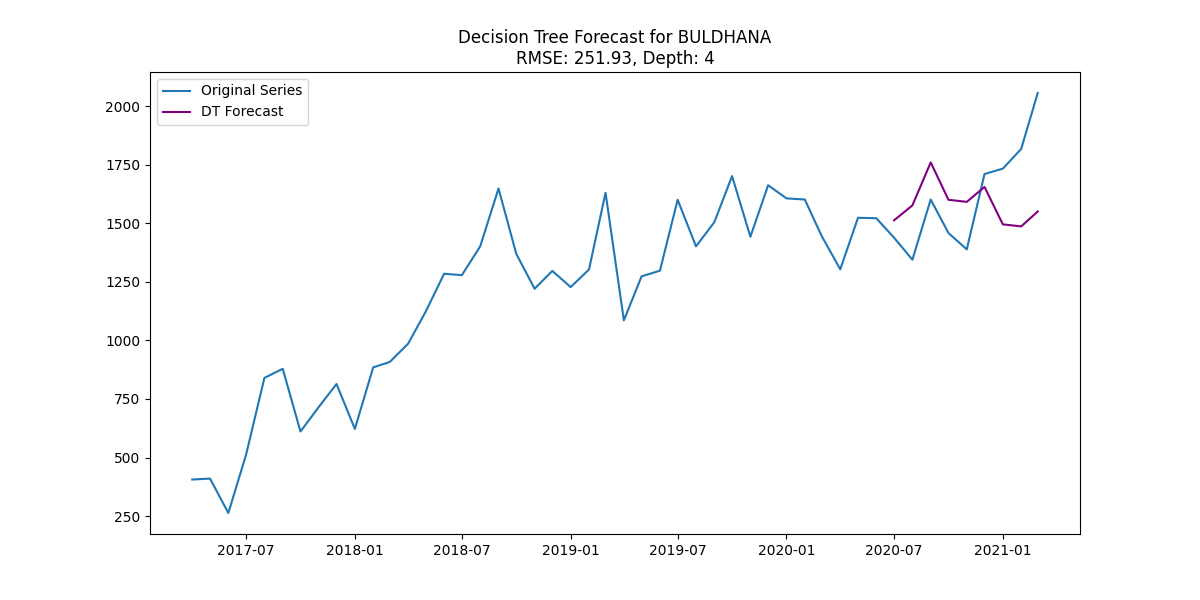 Decision Tree Forecast for BULDHANA
RMSE: 251.93, Depth: 4
Original Series
DT Forecast
2000
1750
1500
1250
1000
750
500
250
2017-07 2018-01 2018-07 2019-01 2019-07 2020-01 2020-07 2021-01